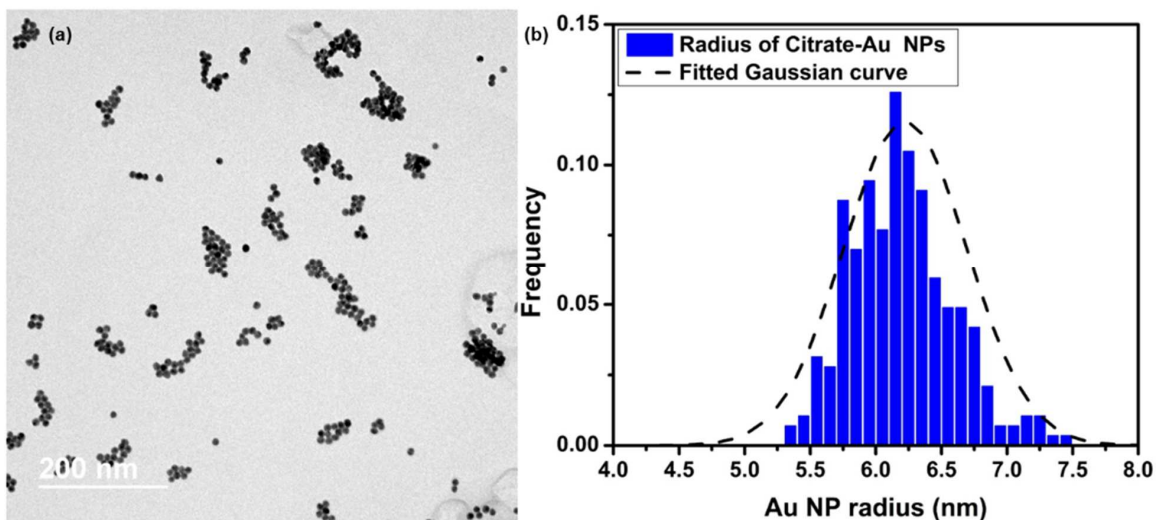 (a)
200 nm
(b)
0.15
0.10
0.05
0.00
Frequency
Radius of Citrate-Au NPs
Fitted Gaussian curve
4.0 4.5 5.0 5.5 6.0 6.5 7.0 7.5 8.0
Au NP radius (nm)